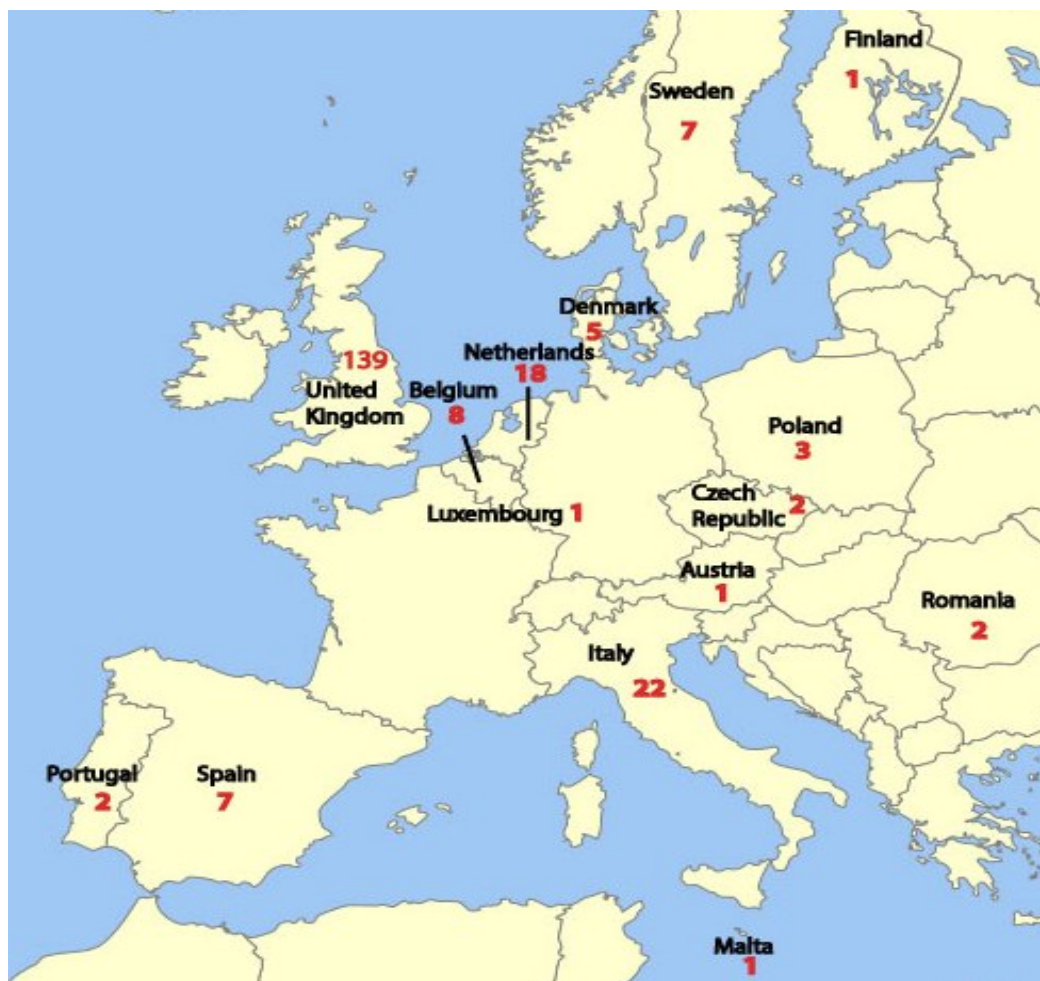 Finland
1
Sweden
7
Denmark
5
Netherlands
18
139
United
Kingdom
Belgium
8
Poland
3
Luxembourg 1
Czech
Republic
2
Austria
1
Romania
2
Italy
22
Portugal
2
Spain
7
Malta
1